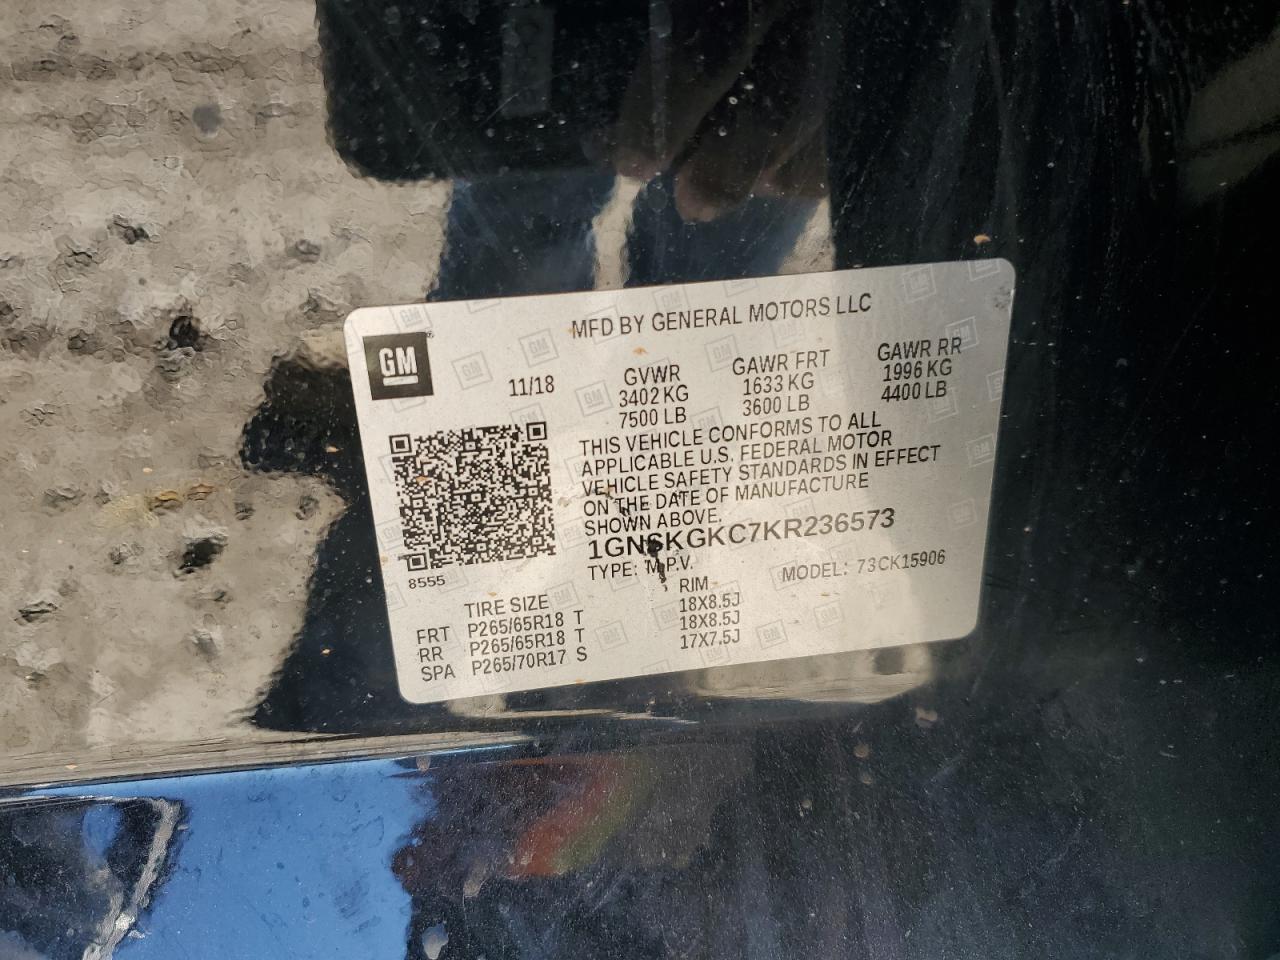 MFD BY GENERAL MOTORS LLC
GM
11/18
GVWR
3402 KG
7500 LB
GAWR FRT
1633 KG
3600 LB
GAWR RR
1996 KG
4400 LB
THIS VEHICLE CONFORMS TO ALL
APPLICABLE U.S. FEDERAL MOTOR
VEHICLE SAFETY STANDARDS IN EFFECT
ON THE DATE OF MANUFACTURE
SHOWN ABOVE.
1GNSKGKC7KR236573
TYPE: M.P.V.
MODEL: 73CK15906
8555
TIRE SIZE RIM
FRT P265/65R18 T 18X8.5J
RR P265/65R18 T 18X8.5J
SPA P265/70R17 S 17X7.5J